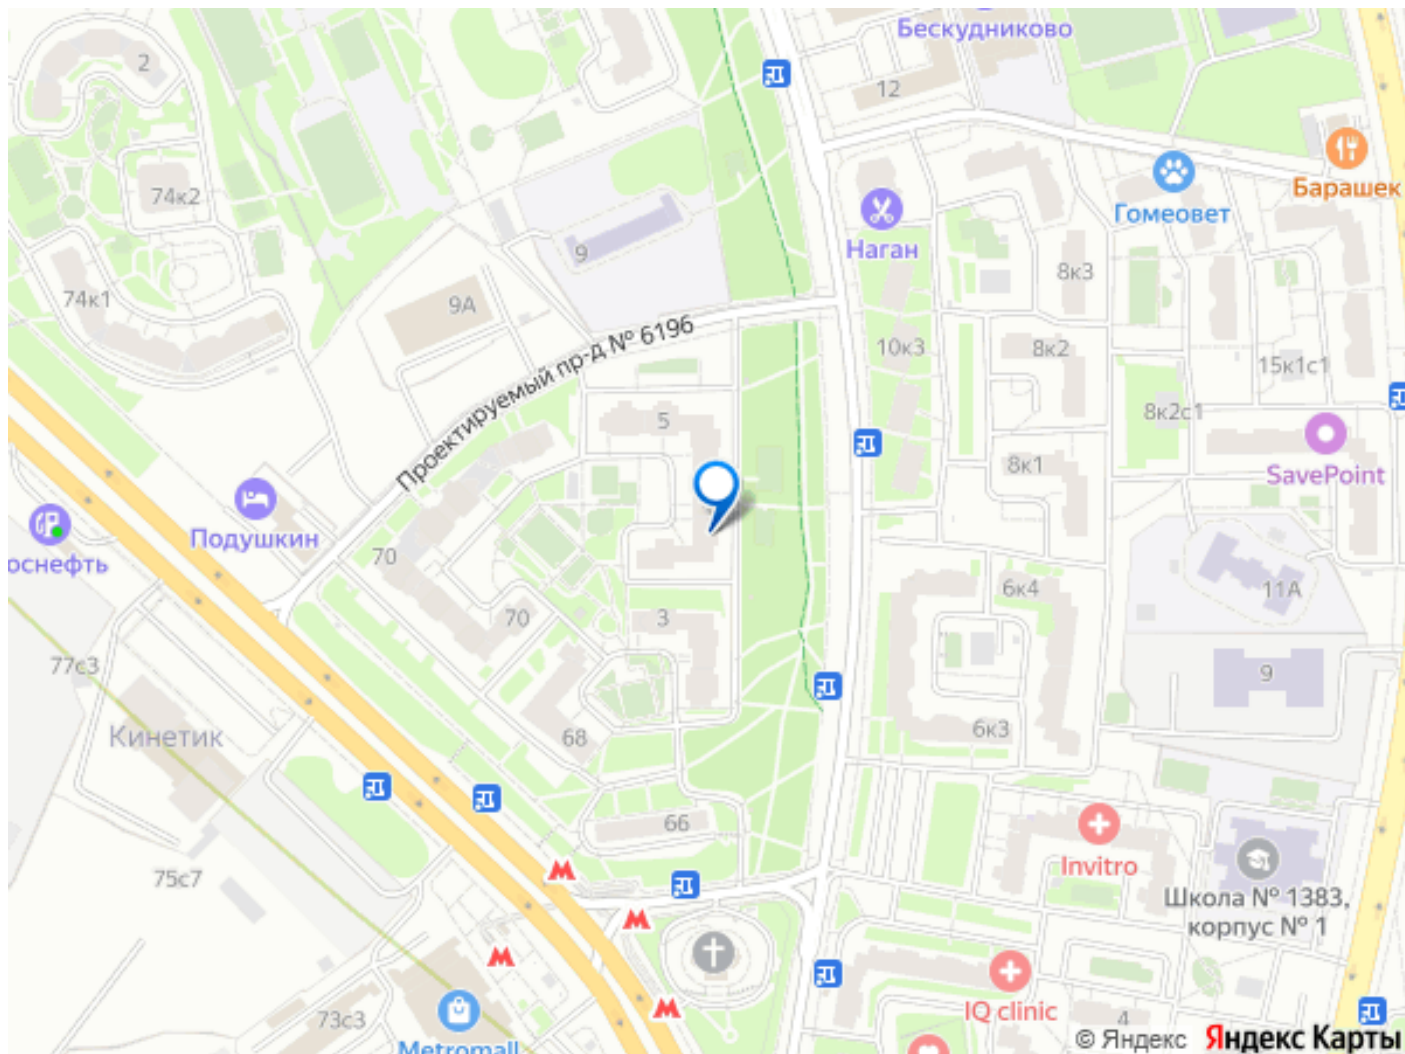 Бескудниково
2
12
Барашек
74к2
Гомеовет
Наган
9
8к3
74к1
9А
Проектируемый пр-д № 6196
10к3
8к2
15к1с1
5
8к2с1
8к1
SavePoint
Подушкин
оснефть
70
6к4
11А
70
3
77с3
9
Кинетик
68
6к3
66
Invitro
75с7
Школа № 1383,
корпус № 1
IQ clinic
73с3
4
Metromall
© Яндекс Яндекс Карты